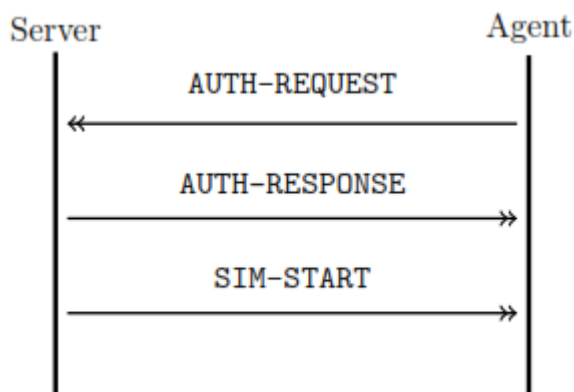 Server
Agent
AUTH-REQUEST
AUTH-RESPONSE
SIM-START